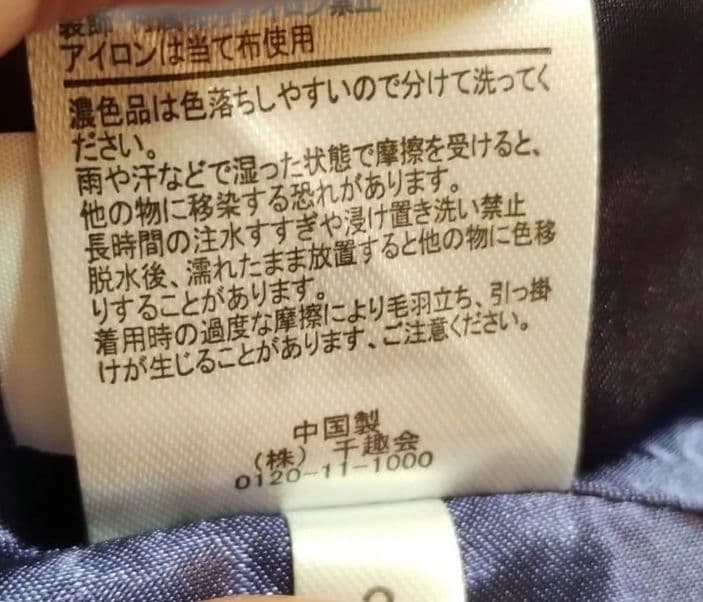 装飾
アイロン禁止
アイロンは当て布使用
濃色品は色落ちしやすいので分けて洗ってく
ださい。
雨や汗などで湿った状態で摩擦を受けると、
他の物に移染する恐れがあります。
長時間の注水すすぎや浸け置き洗い禁止
脱水後、濡れたまま放置すると他の物に色移
りすることがあります。
着用時の過度な摩擦により毛羽立ち、引っ掛
けが生じることがあります、ご注意ください。
中国製
(株) 千趣会
0120-11-1000